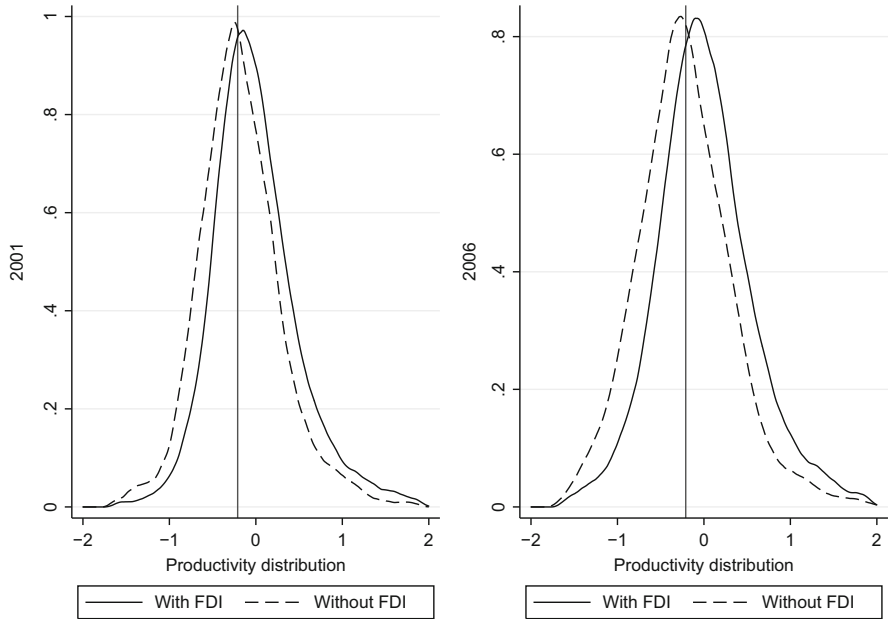 2001
1
.8
.6
.4
.2
0
−2 −1 0 1 2
Productivity distribution
With FDI Without FDI
2006
.8
.6
.4
.2
0
−2 −1 0 1 2
Productivity distribution
With FDI Without FDI